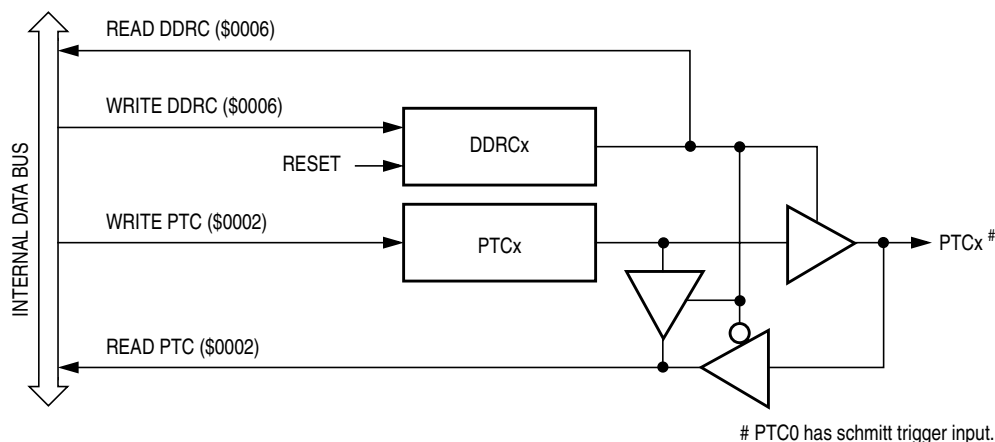 READ DDRC ($0006)
WRITE DDRC ($0006)
DDRCx
RESET
INTERNAL DATA BUS
WRITE PTC ($0002)
PTCx
PTCx #
READ PTC ($0002)
# PTC0 has schmitt trigger input.